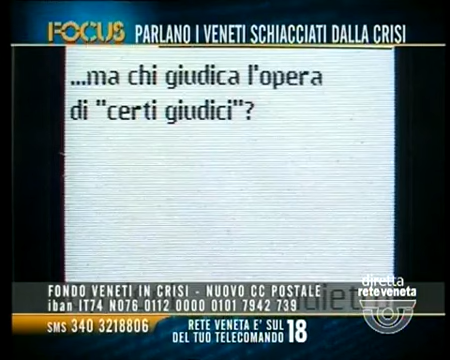 FOCUS PARLANO I VENETI SCHIACCIATI DALLA CRISI
...ma chi giudica l'opera
di "certi giudici"?
FONDO VENETI IN CRISI - NUOVO CC POSTALE
iban IT74 N076 0112 0000 0101 7942 739
diretta
reteveneta
SMS 340 3218806
RETE VENETA E' SUL
DEL TUO TELECOMANDO 18